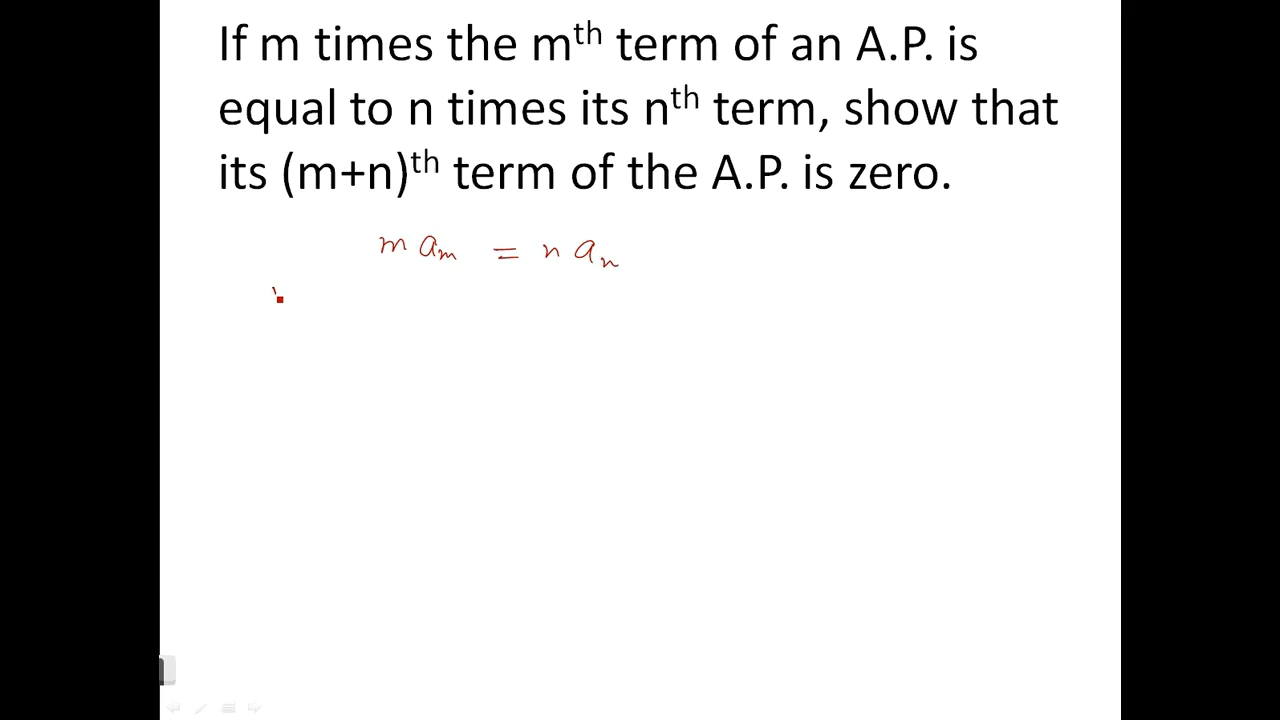 If m times the mᵗʰ term of an A.P. is
equal to n times its nᵗʰ term, show that
its (m+n)ᵗʰ term of the A.P. is zero.
m aₘ = n aₙ